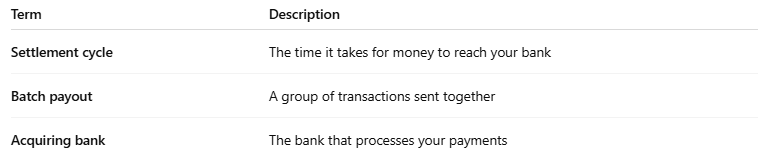 Term Description
Settlement cycle The time it takes for money to reach your bank
Batch payout A group of transactions sent together
Acquiring bank The bank that processes your payments